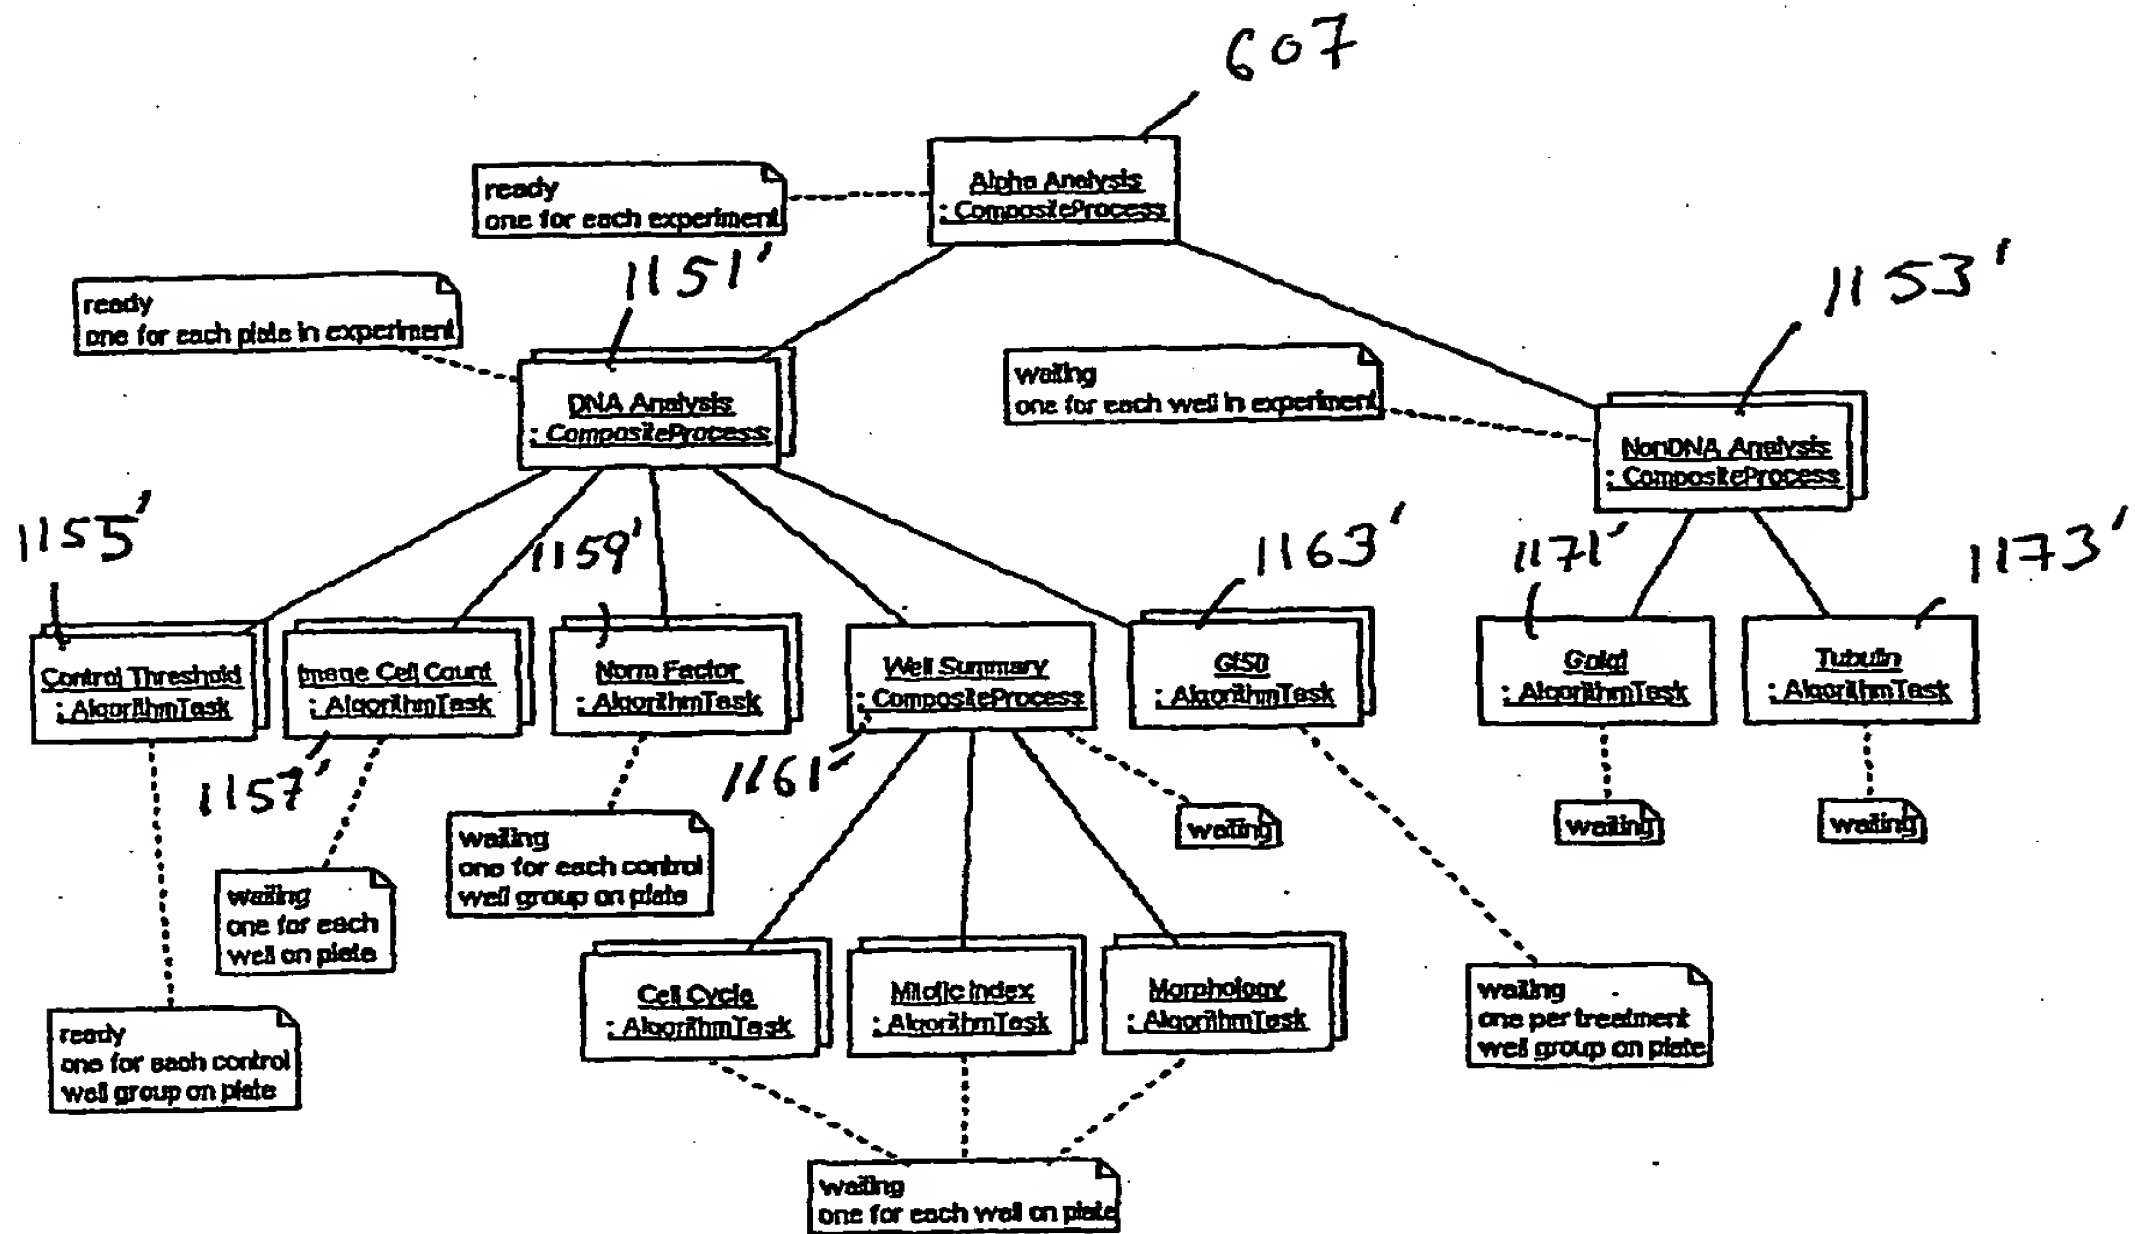 607
ready
one for each experiment
Alpha Analysis
: CompositeProcess
1151'
1153'
ready
one for each plate in experiment
waiting
one for each well in experiment
DNA Analysis
: CompositeProcess
NonDNA Analysis
: CompositeProcess
1155'
1159'
1163'
1171'
1173'
Control Threshold
: AlgorithmTask
Image Cell Count
: AlgorithmTask
Norm Factor
: AlgorithmTask
Well Summary
: CompositeProcess
GI50
: AlgorithmTask
Golgi
: AlgorithmTask
Tubulin
: AlgorithmTask
1157'
1161'
waiting
one for each control
well group on plate
waiting
waiting
waiting
waiting
one for each
well on plate
Cell Cycle
: AlgorithmTask
Mitotic Index
: AlgorithmTask
Morphology
: AlgorithmTask
waiting
one per treatment
well group on plate
ready
one for each control
well group on plate
waiting
one for each well on plate